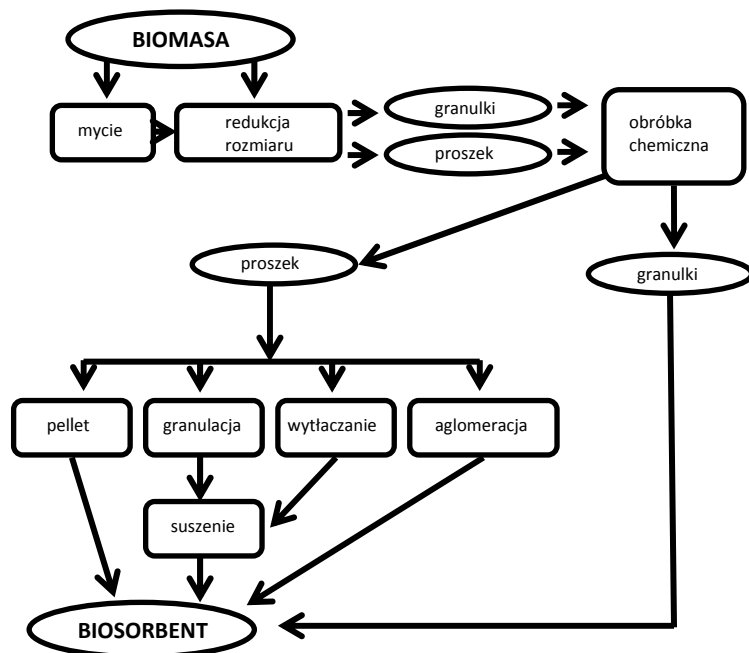 BIOMASA
mycie
redukcja
rozmiaru
granulki
proszek
obróbka
chemiczna
proszek
granulki
pellet
granulacja
wytłaczanie
aglomeracja
suszenie
BIOSORBENT